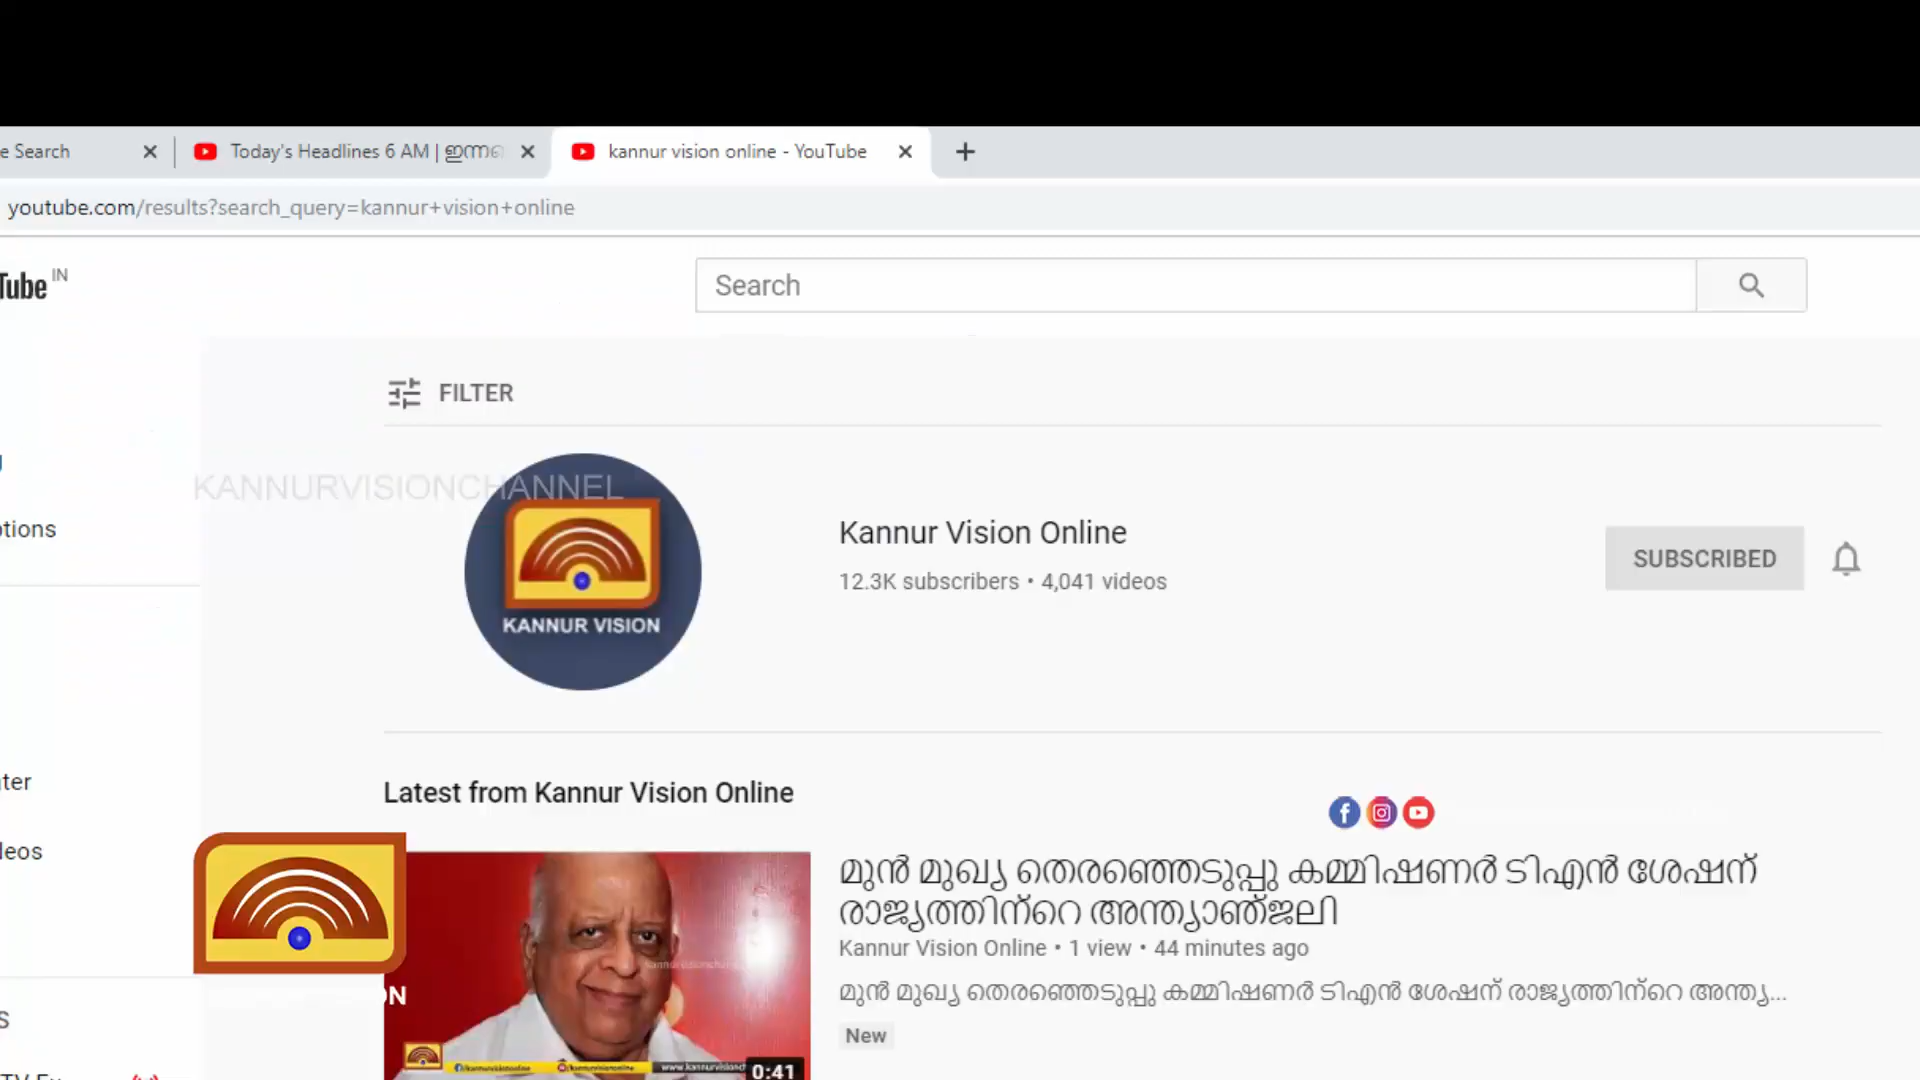 e Search
Today's Headlines 6 AM | ഇന്ന
kannur vision online - YouTube
youtube.com/results?search_query=kannur+vision+online
Tube IN
Search
FILTER
KANNURVISIONCHANNEL
KANNUR VISION
Kannur Vision Online
12.3K subscribers • 4,041 videos
SUBSCRIBED
otions
Latest from Kannur Vision Online
ter
leos
മുൻ മുഖ്യ തെരഞ്ഞെടുപ്പു കമ്മിഷണർ ടിഎൻ ശേഷന്
രാജ്യത്തിന്റെ അന്ത്യാഞ്ജലി
Kannur Vision Online • 1 view • 44 minutes ago
മുൻ മുഖ്യ തെരഞ്ഞെടുപ്പു കമ്മിഷണർ ടിഎൻ ശേഷന് രാജ്യത്തിന്റെ അന്ത്യ...
New
ON
S
0:41